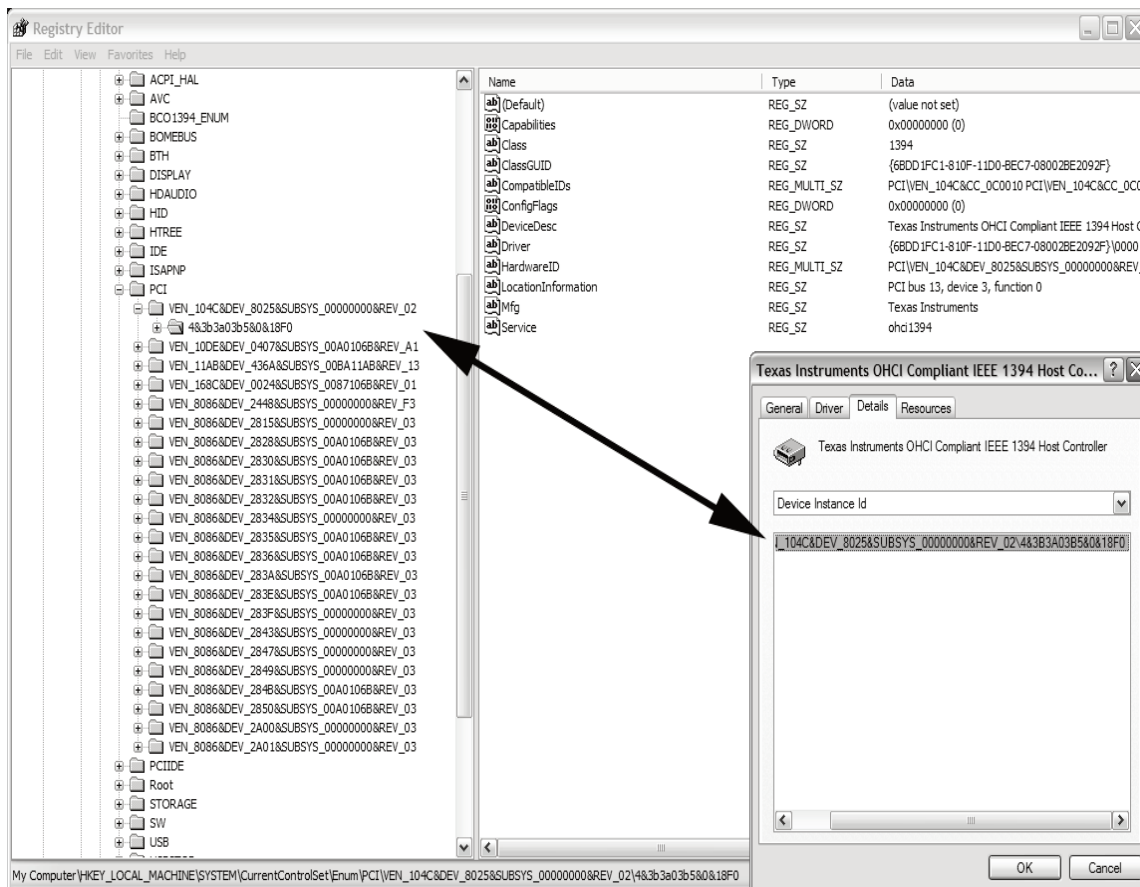 Registry Editor
File Edit View Favorites Help
ACPI_HAL
AVC
BCO1394_ENUM
BOMEBUS
BTH
DISPLAY
HDAUDIO
HID
HTREE
IDE
ISAPNP
PCI
VEN_104C&DEV_8025&SUBSYS_00000000&REV_02
4&3b3a03b5&0&18F0
VEN_10DE&DEV_0407&SUBSYS_00A0106B&REV_A1
VEN_11AB&DEV_436A&SUBSYS_00BA11AB&REV_13
VEN_168C&DEV_0024&SUBSYS_0087106B&REV_01
VEN_8086&DEV_2448&SUBSYS_00000000&REV_F3
VEN_8086&DEV_2815&SUBSYS_00000000&REV_03
VEN_8086&DEV_2828&SUBSYS_00A0106B&REV_03
VEN_8086&DEV_2830&SUBSYS_00A0106B&REV_03
VEN_8086&DEV_2831&SUBSYS_00A0106B&REV_03
VEN_8086&DEV_2832&SUBSYS_00A0106B&REV_03
VEN_8086&DEV_2834&SUBSYS_00000000&REV_03
VEN_8086&DEV_2835&SUBSYS_00A0106B&REV_03
VEN_8086&DEV_2836&SUBSYS_00A0106B&REV_03
VEN_8086&DEV_283A&SUBSYS_00A0106B&REV_03
VEN_8086&DEV_283E&SUBSYS_00A0106B&REV_03
VEN_8086&DEV_283F&SUBSYS_00000000&REV_03
VEN_8086&DEV_2843&SUBSYS_00000000&REV_03
VEN_8086&DEV_2847&SUBSYS_00000000&REV_03
VEN_8086&DEV_2849&SUBSYS_00000000&REV_03
VEN_8086&DEV_284B&SUBSYS_00A0106B&REV_03
VEN_8086&DEV_2850&SUBSYS_00A0106B&REV_03
VEN_8086&DEV_2A00&SUBSYS_00000000&REV_03
VEN_8086&DEV_2A01&SUBSYS_00000000&REV_03
PCIIDE
Root
STORAGE
SW
USB
Name Type Data
(Default) REG_SZ (value not set)
Capabilities REG_DWORD 0x00000000 (0)
Class REG_SZ 1394
ClassGUID REG_SZ {6BDD1FC1-810F-11D0-BEC7-08002BE2092F}
CompatibleIDs REG_MULTI_SZ PCI\VEN_104C&CC_0C0010 PCI\VEN_104C&CC_0C0
ConfigFlags REG_DWORD 0x00000000 (0)
DeviceDesc REG_SZ Texas Instruments OHCI Compliant IEEE 1394 Host
Driver REG_SZ {6BDD1FC1-810F-11D0-BEC7-08002BE2092F}\0000
HardwareID REG_MULTI_SZ PCI\VEN_104C&DEV_8025&SUBSYS_00000000&REV_
LocationInformation REG_SZ PCI bus 13, device 3, function 0
Mfg REG_SZ Texas Instruments
Service REG_SZ ohci1394
Texas Instruments OHCI Compliant IEEE 1394 Host Co...
General Driver Details Resources
Texas Instruments OHCI Compliant IEEE 1394 Host Controller
Device Instance Id
_104C&DEV_8025&SUBSYS_00000000&REV_02\4&3B3A03B5&0&18F0
OK Cancel
My Computer\HKEY_LOCAL_MACHINE\SYSTEM\CurrentControlSet\Enum\PCI\VEN_104C&DEV_8025&SUBSYS_00000000&REV_02\4&3b3a03b5&0&18F0